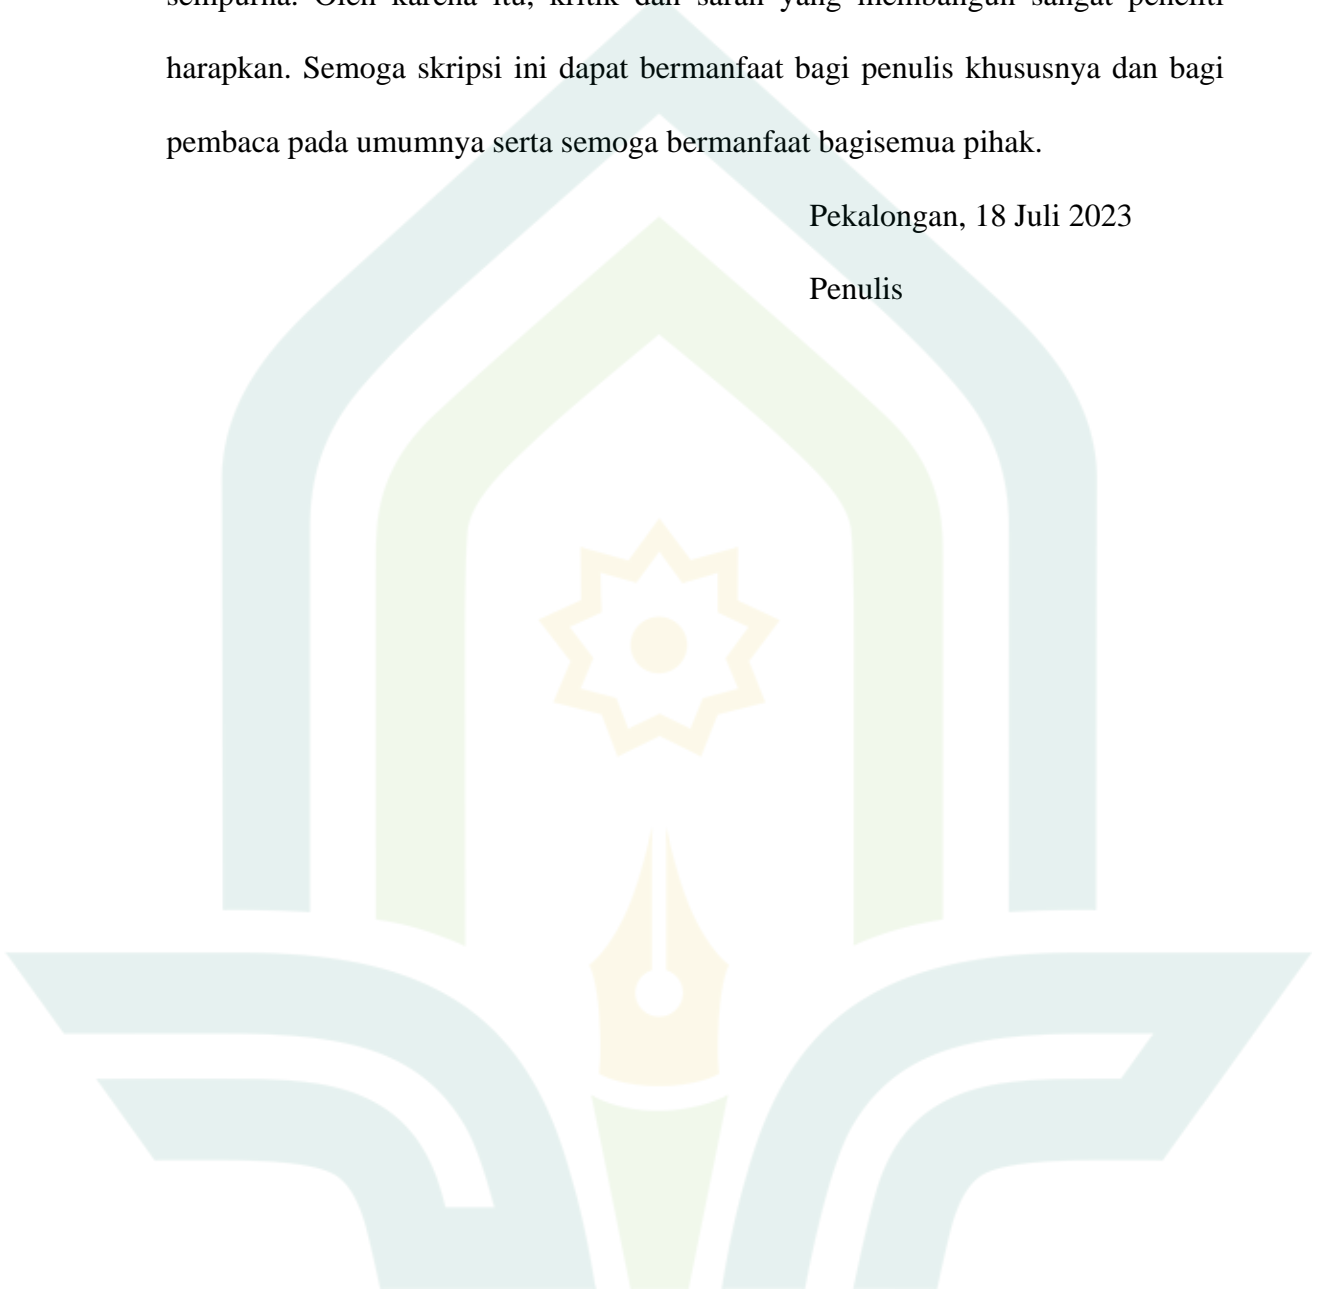 sempurna. Oleh karena itu, kritik dan saran yang membangun sangat peneliti
harapkan. Semoga skripsi ini dapat bermanfaat bagi penulis khususnya dan bagi
pembaca pada umumnya serta semoga bermanfaat bagisemua pihak.
Pekalongan, 18 Juli 2023
Penulis